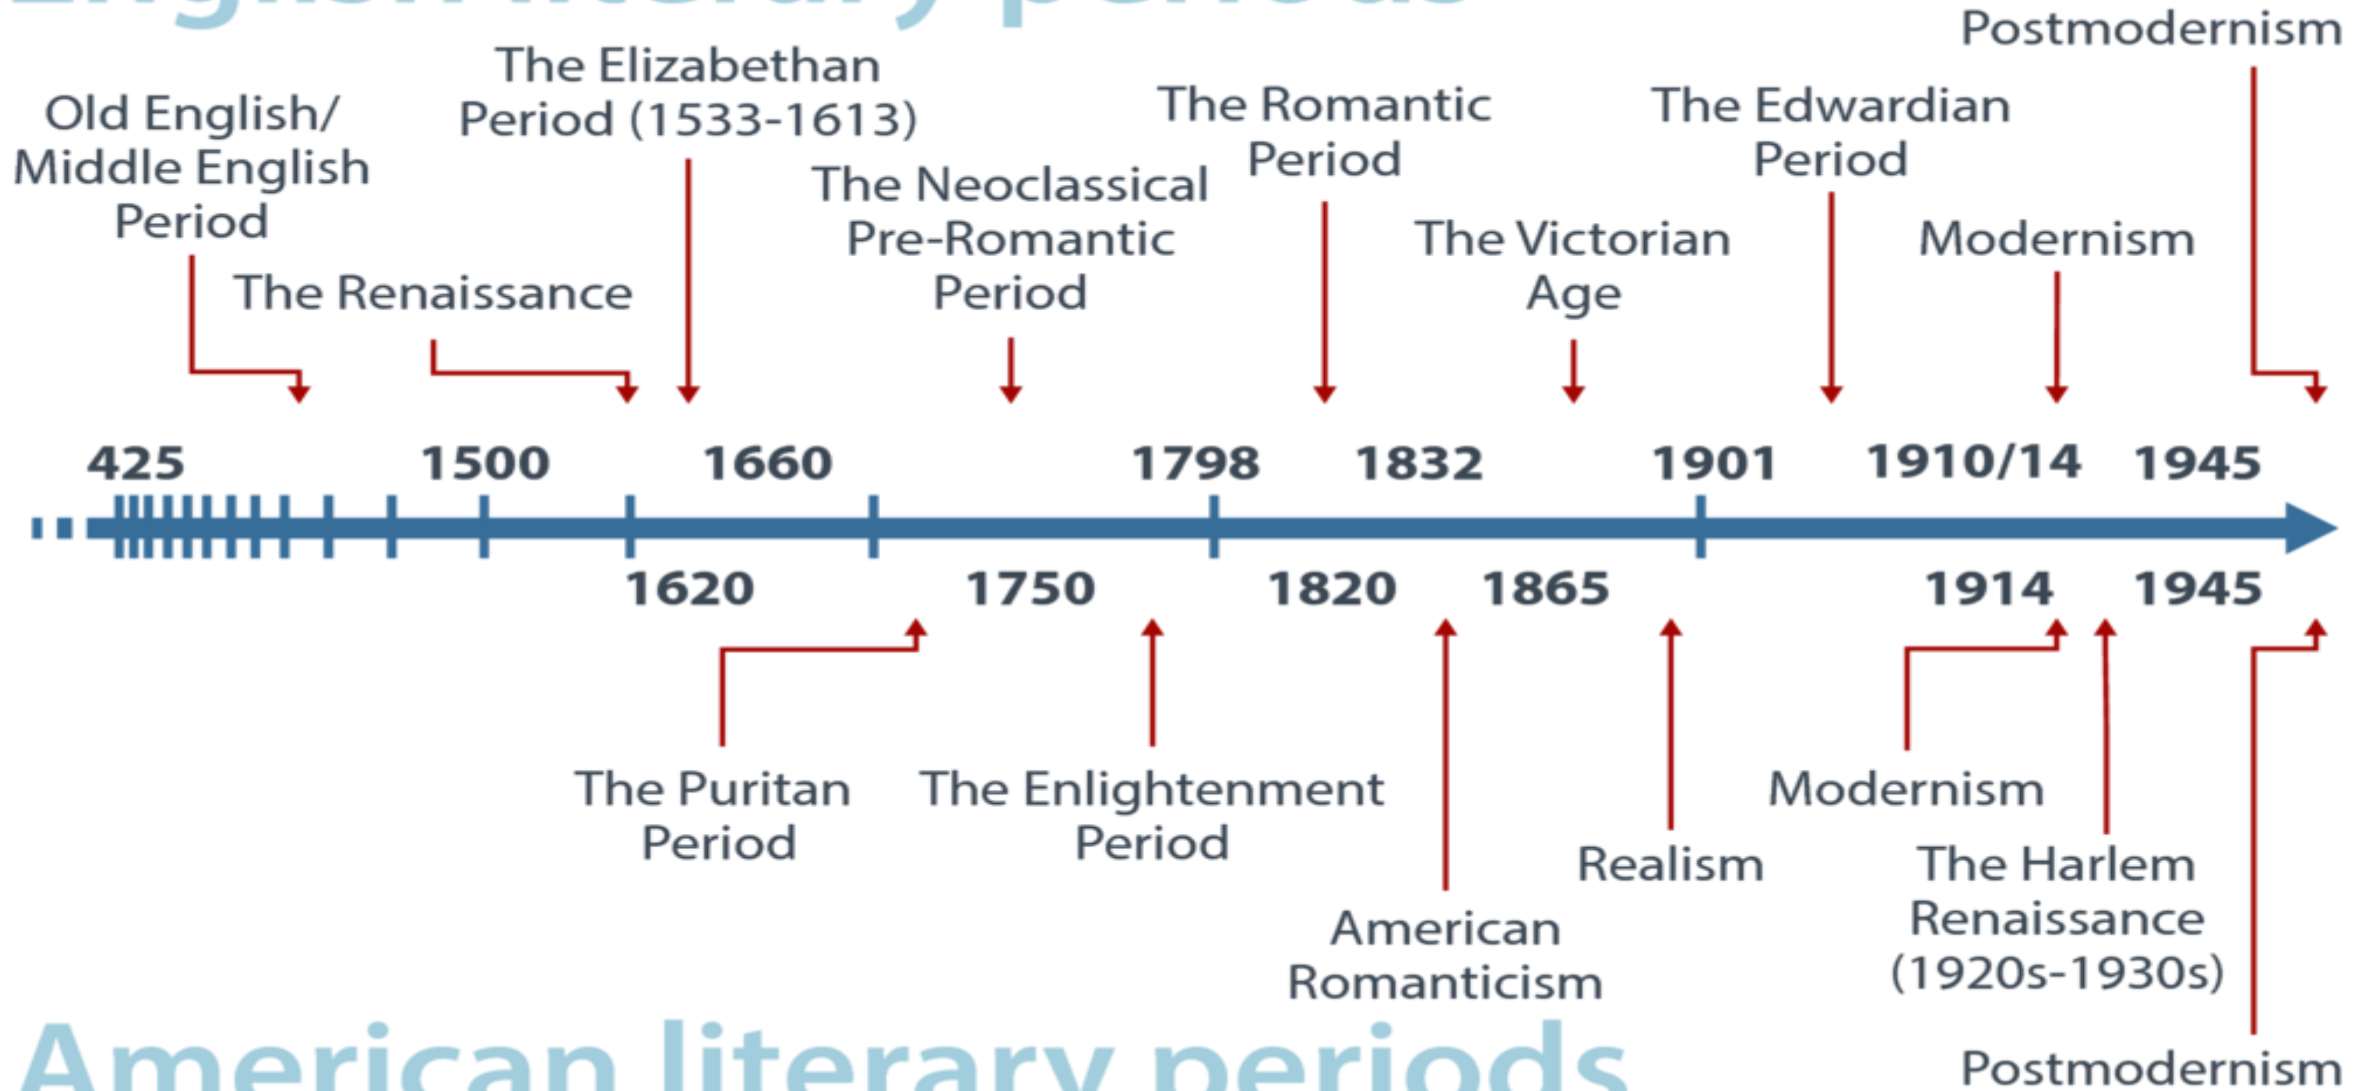 English literary periods
Postmodernism
The Elizabethan
Period (1533-1613)
Old English/
Middle English
Period
The Romantic
Period
The Edwardian
Period
The Neoclassical
Pre-Romantic
Period
The Renaissance
The Victorian
Age
Modernism
425
1500
1660
1798
1832
1901
1910/14
1945
1620
1750
1820
1865
1914
1945
The Puritan
Period
The Enlightenment
Period
American
Romanticism
Realism
Modernism
The Harlem
Renaissance
(1920s-1930s)
Postmodernism
American literary periods